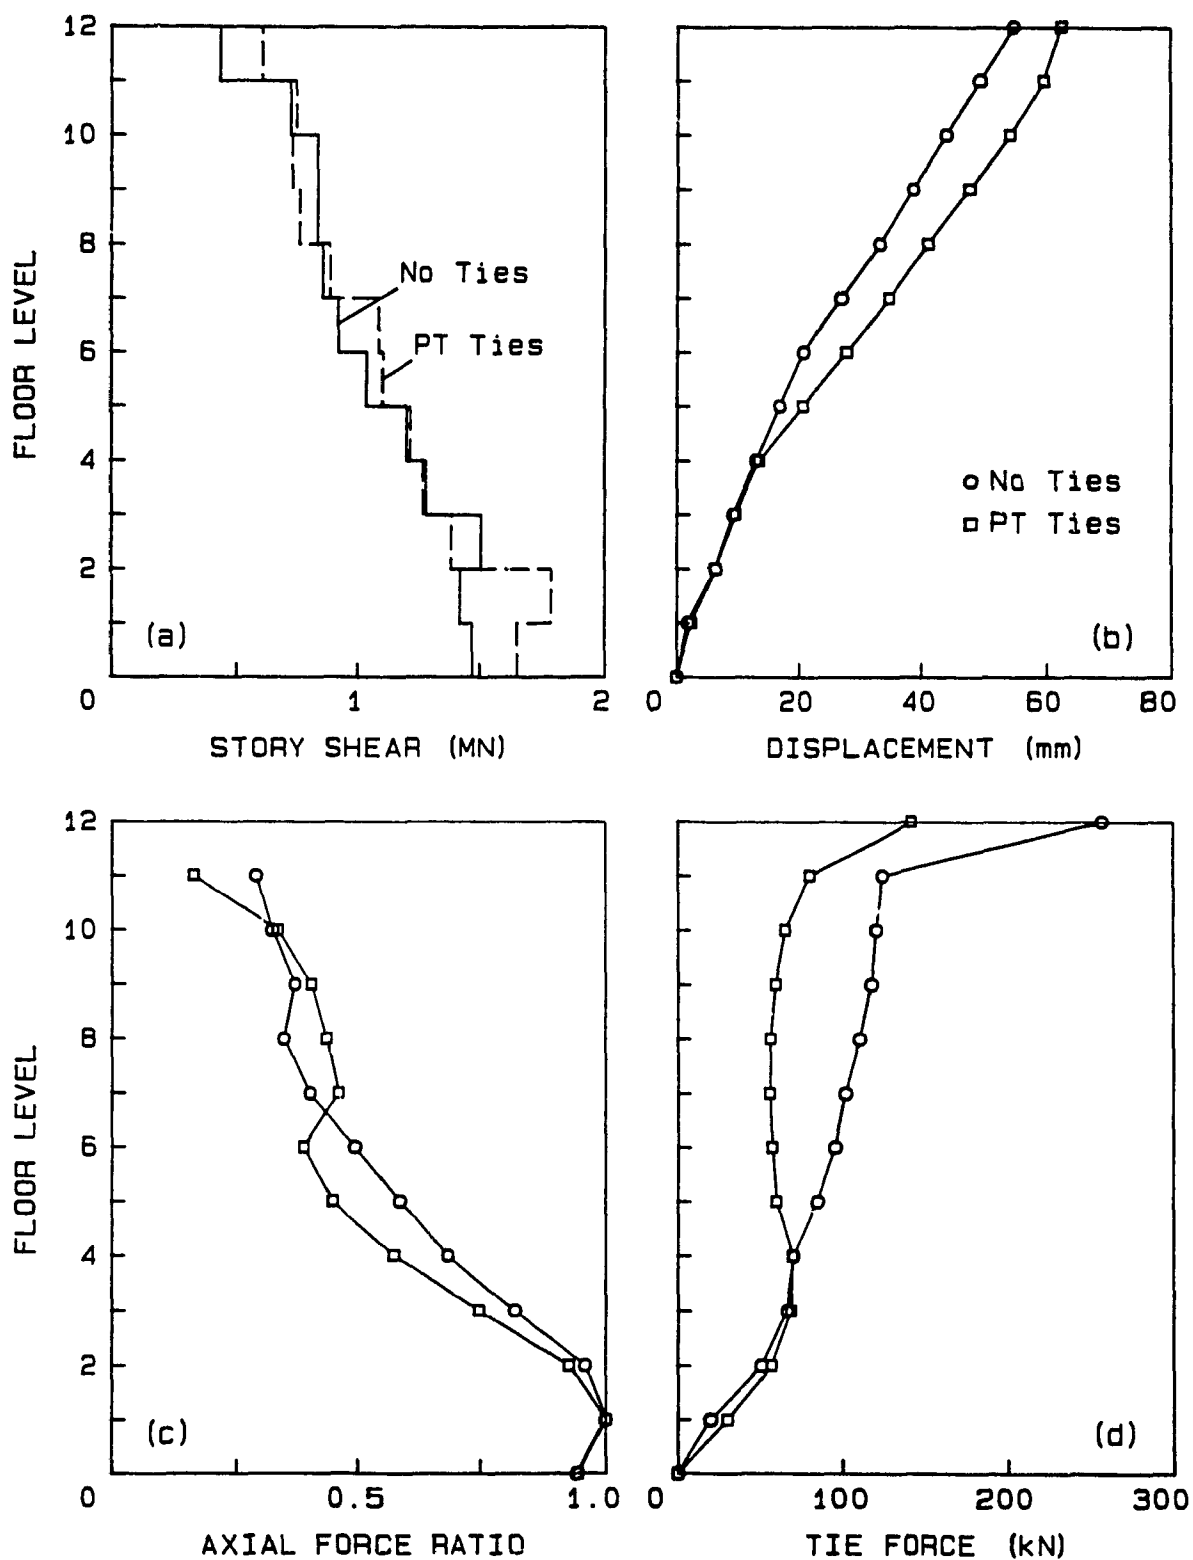 12
10
8
6
4
2
0
FLOOR LEVEL
No Ties
PT Ties
(a)
1
2
STORY SHEAR (MN)
No Ties
PT Ties
(b)
0
20
40
60
80
DISPLACEMENT (mm)
12
10
8
6
4
2
0
FLOOR LEVEL
(c)
0.5
1.0
AXIAL FORCE RATIO
(d)
0
100
200
300
TIE FORCE (kN)